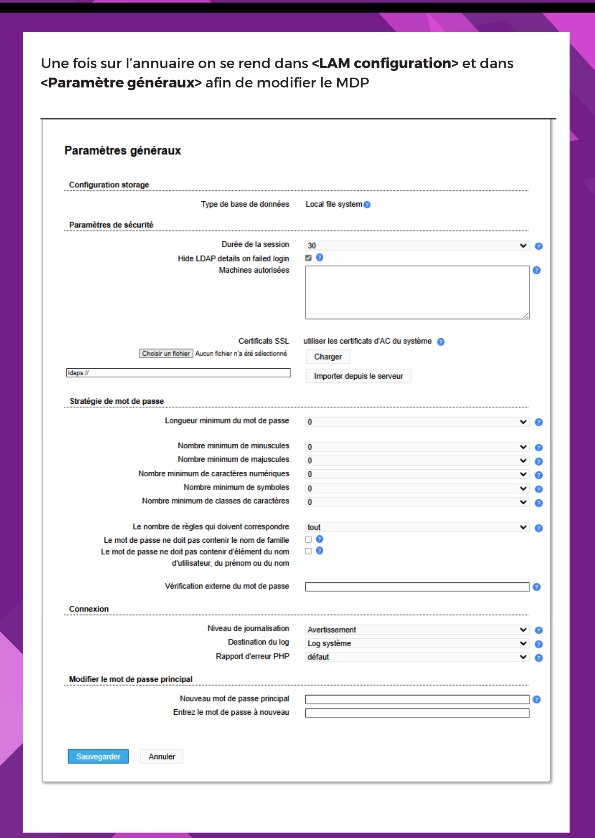 Une fois sur l'annuaire on se rend dans <LAM configuration> et dans
<Paramètre généraux> afin de modifier le MDP
Paramètres généraux
Configuration storage
Type de base de données Local file system
Paramètres de sécurité
Durée de la session 30
Hide LDAP details on failed login
Machines autorisées
Certificats SSL utiliser les certificats d'AC du système
Choisir un fichier Aucun fichier n'a été sélectionné Charger
ldaps:// Importer depuis le serveur
Stratégie de mot de passe
Longueur minimum du mot de passe 0
Nombre minimum de minuscules 0
Nombre minimum de majuscules 0
Nombre minimum de caractères numériques 0
Nombre minimum de symboles 0
Nombre minimum de classes de caractères 0
Le nombre de règles qui doivent correspondre tout
Le mot de passe ne doit pas contenir le nom de famille
Le mot de passe ne doit pas contenir d'élément du nom
d'utilisateur, du prénom ou du nom
Vérification externe du mot de passe
Connexion
Niveau de journalisation Avertissement
Destination du log Log système
Rapport d'erreur PHP défaut
Modifier le mot de passe principal
Nouveau mot de passe principal
Entrez le mot de passe à nouveau
Sauvegarder Annuler